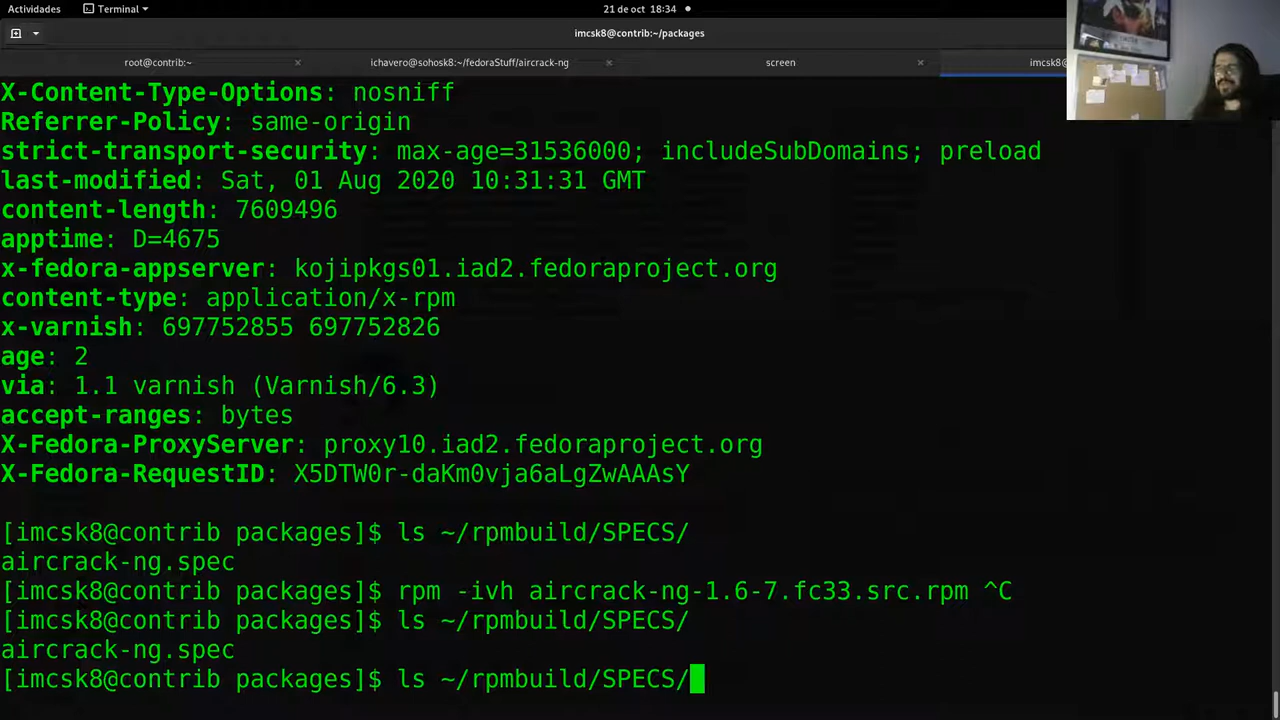 Actividades
Terminal
21 de oct 18:34
imcsk8@contrib:~/packages
root@contrib:~
ichavero@sohosk8:~/fedoraStuff/aircrack-ng
screen
imcsk8@
X-Content-Type-Options: nosniff
Referrer-Policy: same-origin
strict-transport-security: max-age=31536000; includeSubDomains; preload
last-modified: Sat, 01 Aug 2020 10:31:31 GMT
content-length: 7609496
apptime: D=4675
x-fedora-appserver: kojipkgs01.iad2.fedoraproject.org
content-type: application/x-rpm
x-varnish: 697752855 697752826
age: 2
via: 1.1 varnish (Varnish/6.3)
accept-ranges: bytes
X-Fedora-ProxyServer: proxy10.iad2.fedoraproject.org
X-Fedora-RequestID: X5DTW0r-daKm0vja6aLgZwAAAsY
[imcsk8@contrib packages]$ ls ~/rpmbuild/SPECS/
aircrack-ng.spec
[imcsk8@contrib packages]$ rpm -ivh aircrack-ng-1.6-7.fc33.src.rpm ^C
[imcsk8@contrib packages]$ ls ~/rpmbuild/SPECS/
aircrack-ng.spec
[imcsk8@contrib packages]$ ls ~/rpmbuild/SPECS/